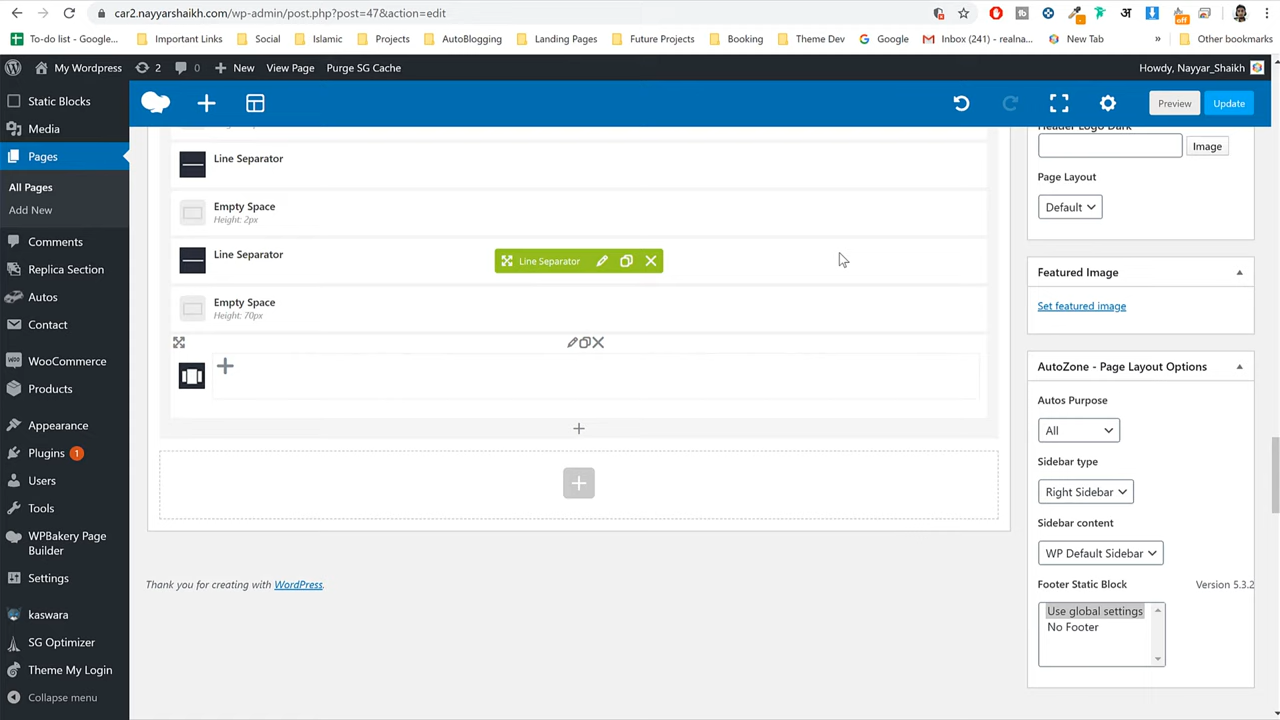 car2.nayyarshaikh.com/wp-admin/post.php?post=47&action=edit
To-do list - Google...
Important Links
Social
Islamic
Projects
AutoBlogging
Landing Pages
Future Projects
Booking
Theme Dev
Google
Inbox (241) - realna...
New Tab
»
Other bookmarks
My Wordpress
2
0
New
View Page
Purge SG Cache
Howdy, Nayyar_Shaikh
Static Blocks
Media
Pages
All Pages
Add New
Comments
Replica Section
Autos
Contact
WooCommerce
Products
Appearance
Plugins 1
Users
Tools
WPBakery Page
Builder
Settings
kaswara
SG Optimizer
Theme My Login
Collapse menu
Preview
Update
Line Separator
Empty Space
Height: 2px
Line Separator
Line Separator
Empty Space
Height: 70px
Thank you for creating with WordPress.
Version 5.3.2
Header Logo Dark
Image
Page Layout
Default
Featured Image
Set featured image
AutoZone - Page Layout Options
Autos Purpose
All
Sidebar type
Right Sidebar
Sidebar content
WP Default Sidebar
Footer Static Block
Use global settings
No Footer